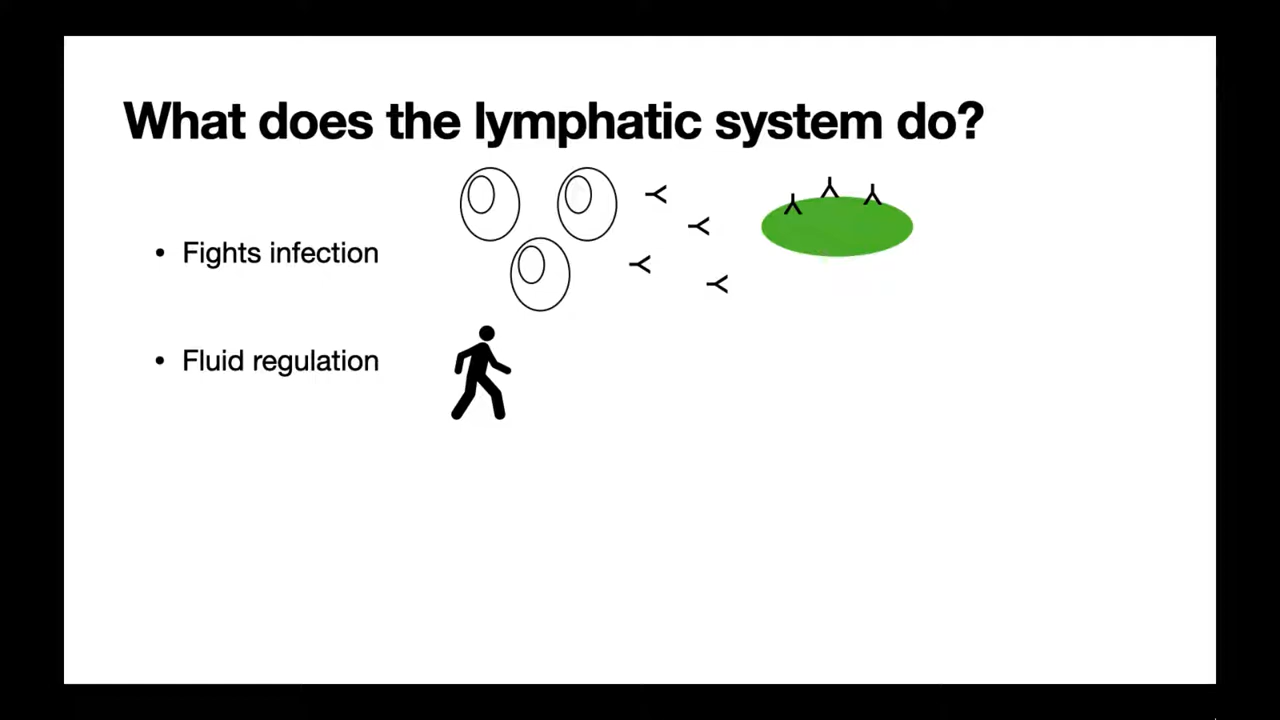 What does the lymphatic system do?
• Fights infection
• Fluid regulation